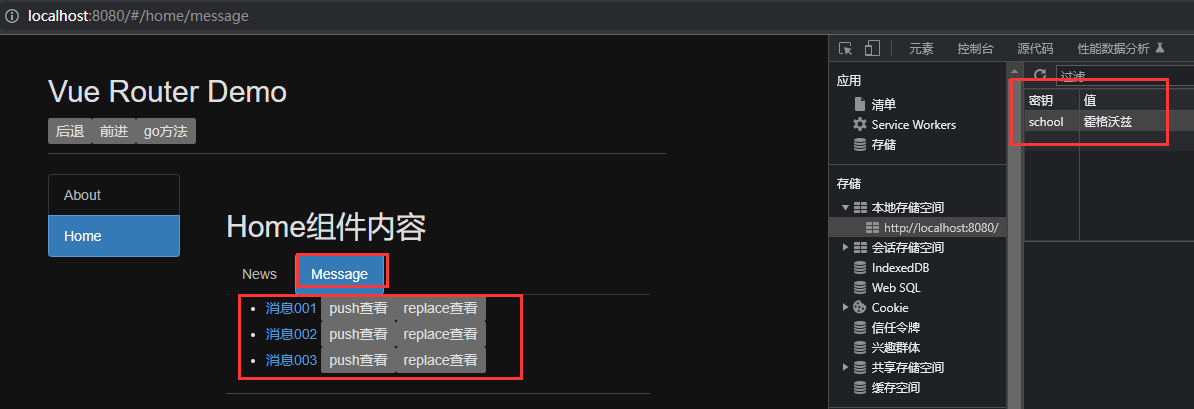 localhost:8080/#/home/message
Vue Router Demo
后退 前进 go方法
About
Home
Home组件内容
News Message
消息001 push查看 replace查看
消息002 push查看 replace查看
消息003 push查看 replace查看
元素 控制台 源代码 性能数据分析
应用
清单
Service Workers
存储
存储
本地存储空间
http://localhost:8080/
会话存储空间
IndexedDB
Web SQL
Cookie
信任令牌
兴趣群体
共享存储空间
缓存空间
过滤
密钥 值
school 霍格沃兹